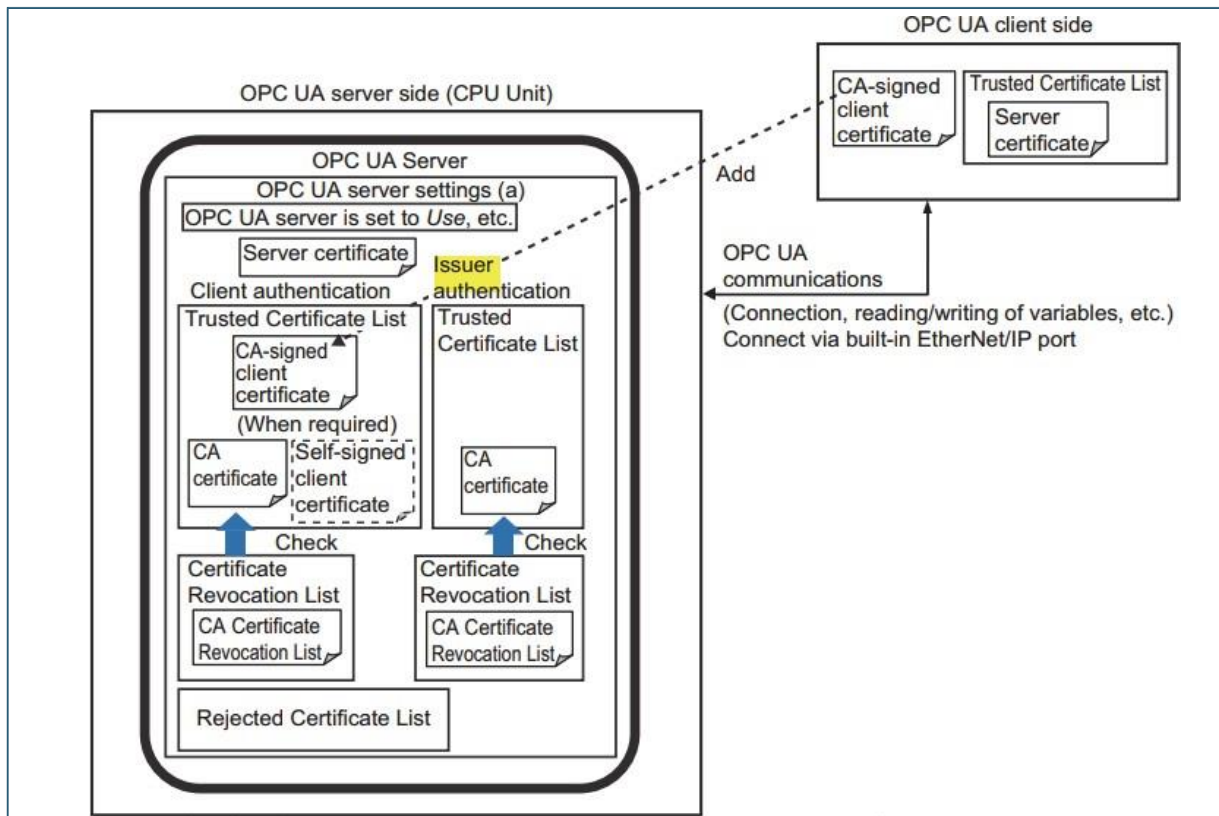 OPC UA client side
CA-signed
client
certificate
Trusted Certificate List
Server
certificate
OPC UA server side (CPU Unit)
OPC UA Server
OPC UA server settings (a)
OPC UA server is set to Use, etc.
Server certificate
Add
OPC UA
communications
(Connection, reading/writing of variables, etc.)
Connect via built-in EtherNet/IP port
Client authentication
Trusted Certificate List
CA-signed
client
certificate
(When required)
CA
certificate
Self-signed
client
certificate
Issuer
authentication
Trusted
Certificate List
CA
certificate
Check
Check
Certificate
Revocation List
CA Certificate
Revocation List
Certificate
Revocation List
CA Certificate
Revocation List
Rejected Certificate List